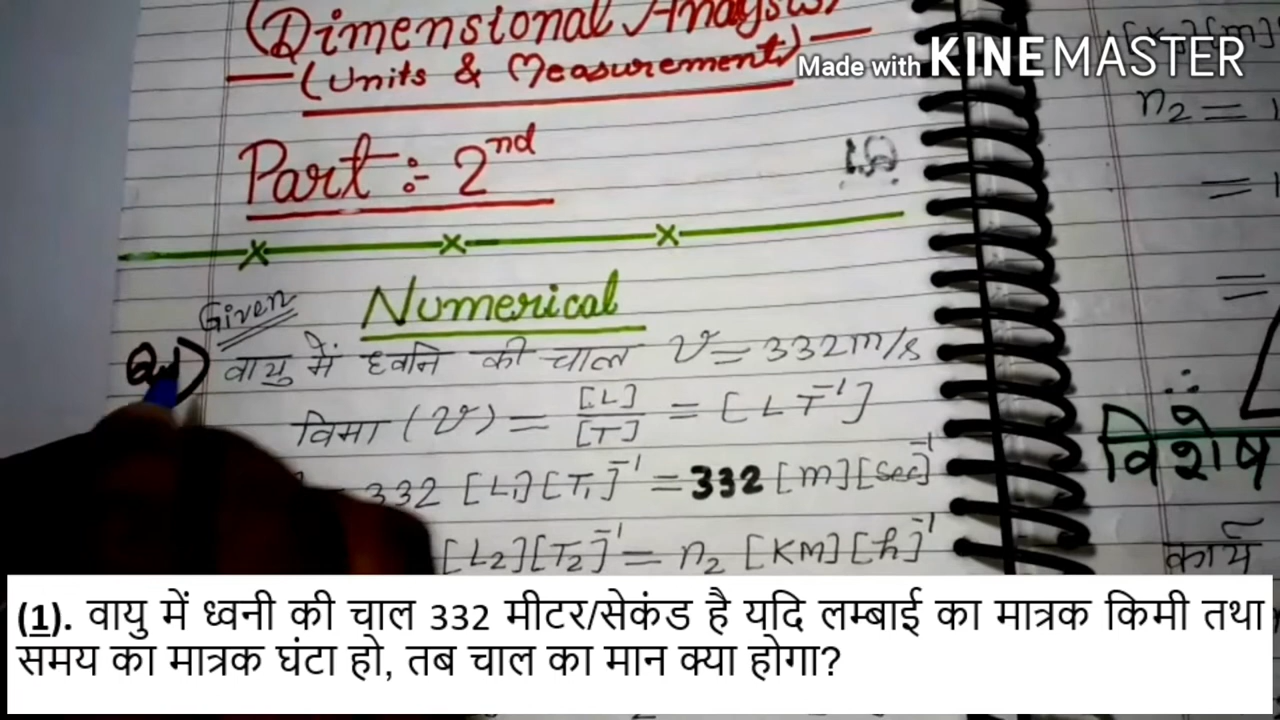 (Dimensional Analysis)
Made with KINEMASTER
(Units & Measurement)
Part:- 2nd
Numerical
Given
वायु में ध्वनि की चाल v = 332m/s
विमा (v) = [L]/[T] = [LT⁻¹]
332 [L₁][T₁]⁻¹ = 332 [m][sec]⁻¹
[L₂][T₂]⁻¹ = n₂ [KM][h]⁻¹
n₂ =
=
=
विशेष
कार्य
(1). वायु में ध्वनी की चाल 332 मीटर/सेकंड है यदि लम्बाई का मात्रक किमी तथा
समय का मात्रक घंटा हो, तब चाल का मान क्या होगा?